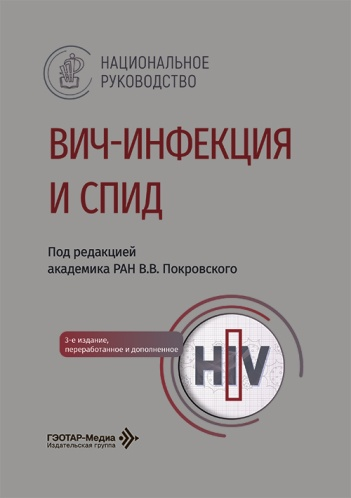 НАЦИОНАЛЬНОЕ
РУКОВОДСТВО
ВИЧ-ИНФЕКЦИЯ
И СПИД
Под редакцией
академика РАН В.В. Покровского
3-е издание,
переработанное и дополненное
HIV
ГЭОТАР-Медиа
Издательская группа